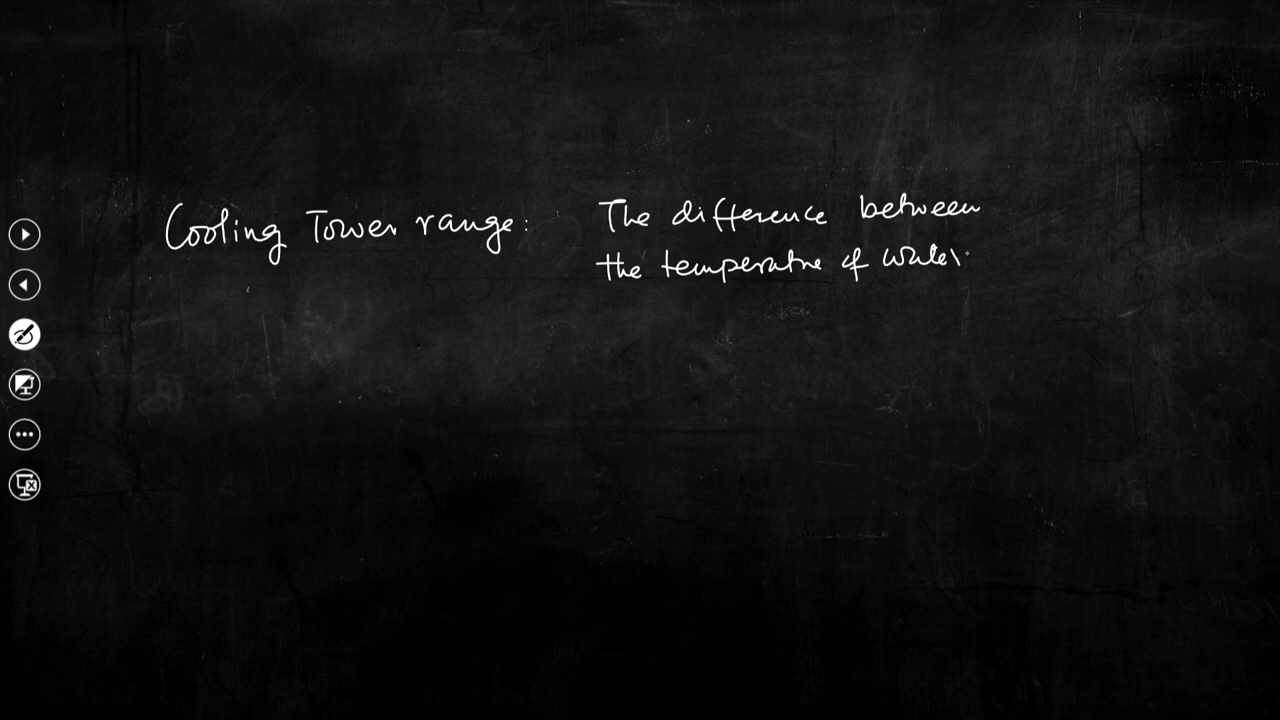 Cooling Tower range: The difference between
the temperature of water